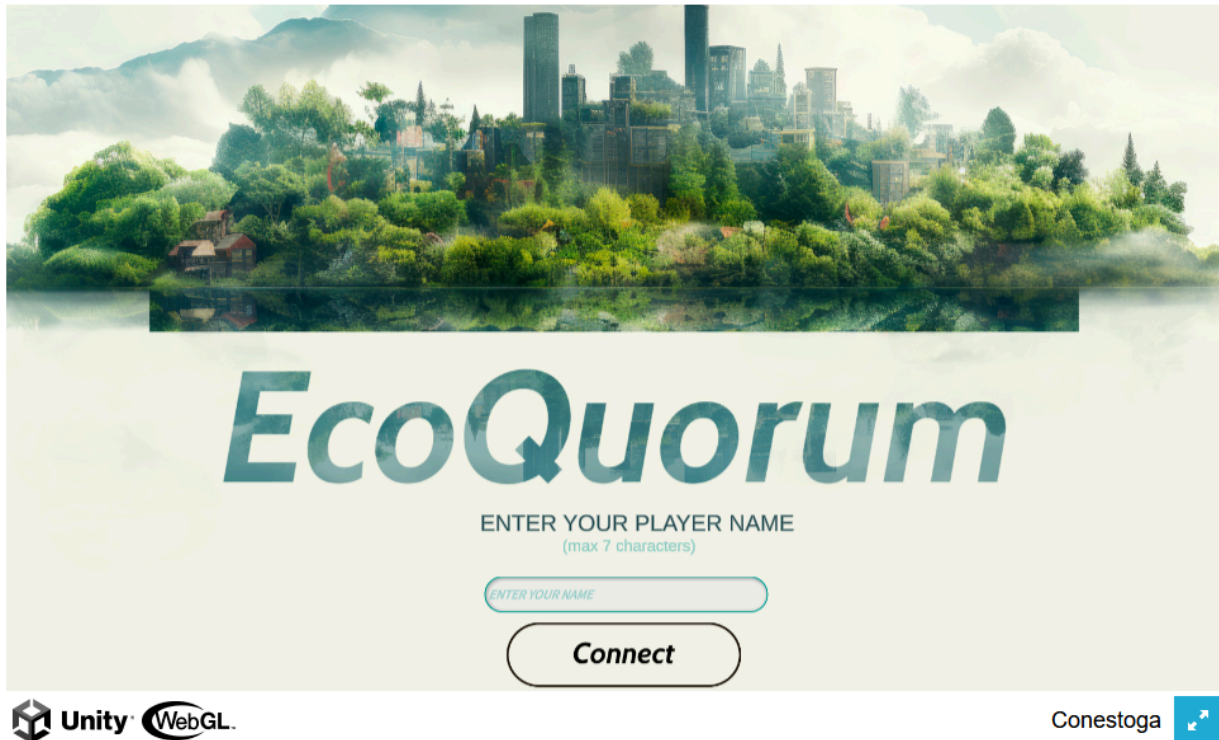 EcoQuorum
ENTER YOUR PLAYER NAME
(max 7 characters)
ENTER YOUR NAME
Connect
Unity WebGL.
Conestoga